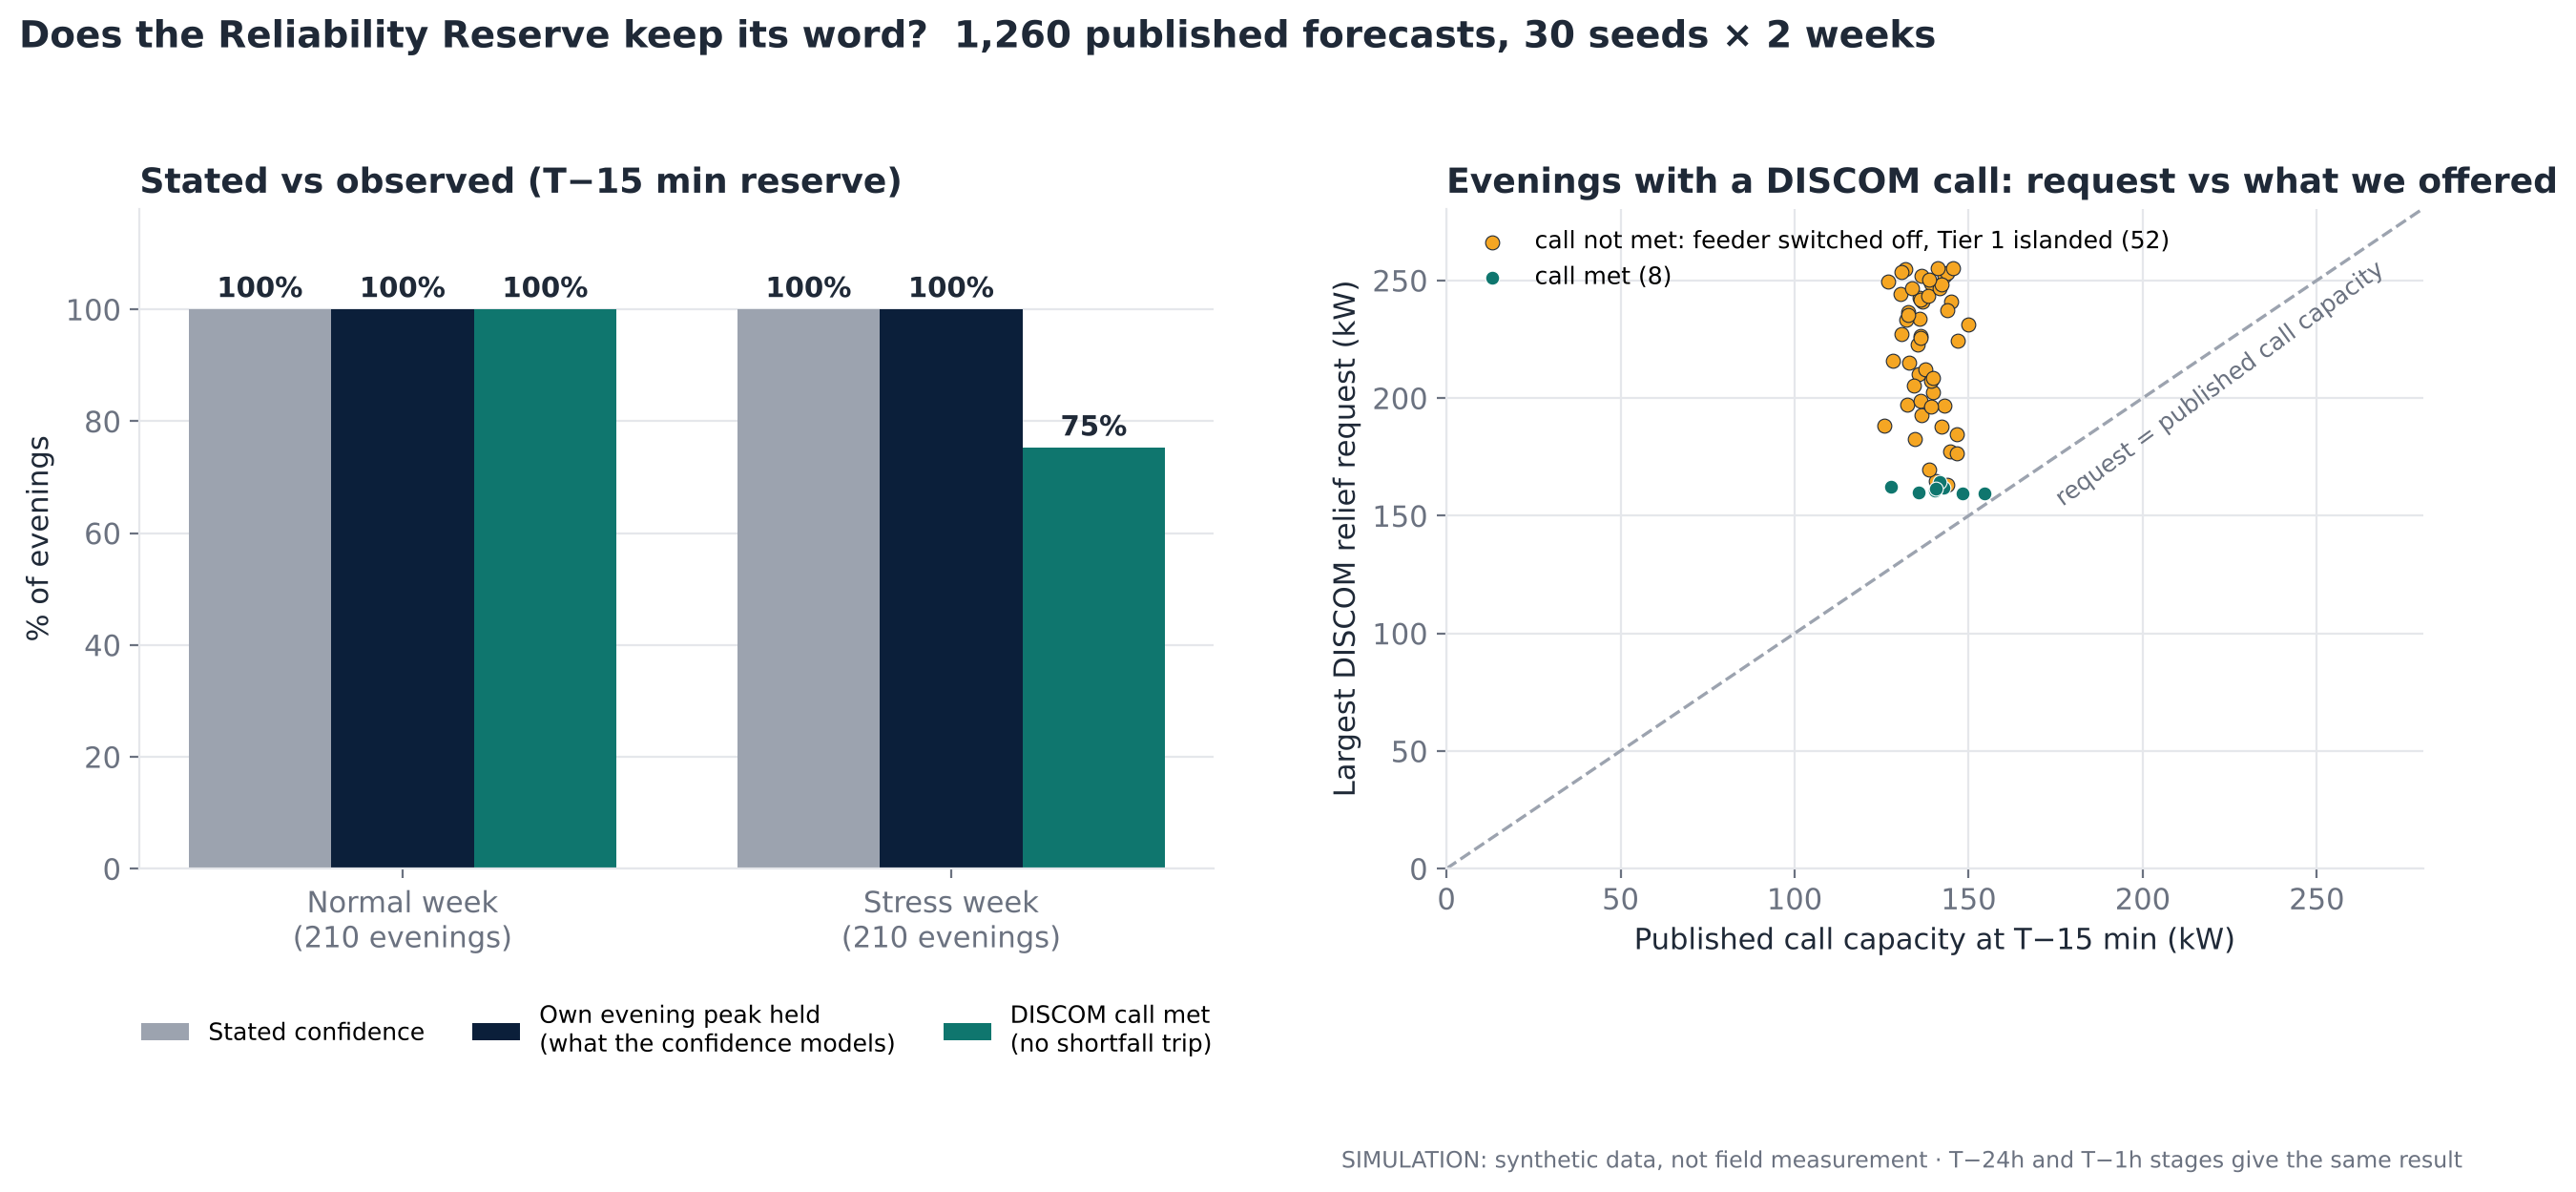 Does the Reliability Reserve keep its word?  1,260 published forecasts, 30 seeds × 2 weeks
Stated vs observed (T−15 min reserve)
% of evenings
100
80
60
40
20
0
100%
100%
100%
100%
100%
75%
Normal week
(210 evenings)
Stress week
(210 evenings)
Stated confidence
Own evening peak held
(what the confidence models)
DISCOM call met
(no shortfall trip)
Evenings with a DISCOM call: request vs what we offered
call not met: feeder switched off, Tier 1 islanded (52)
call met (8)
request = published call capacity
Largest DISCOM relief request (kW)
250
200
150
100
50
0
0
50
100
150
200
250
Published call capacity at T−15 min (kW)
SIMULATION: synthetic data, not field measurement · T−24h and T−1h stages give the same result